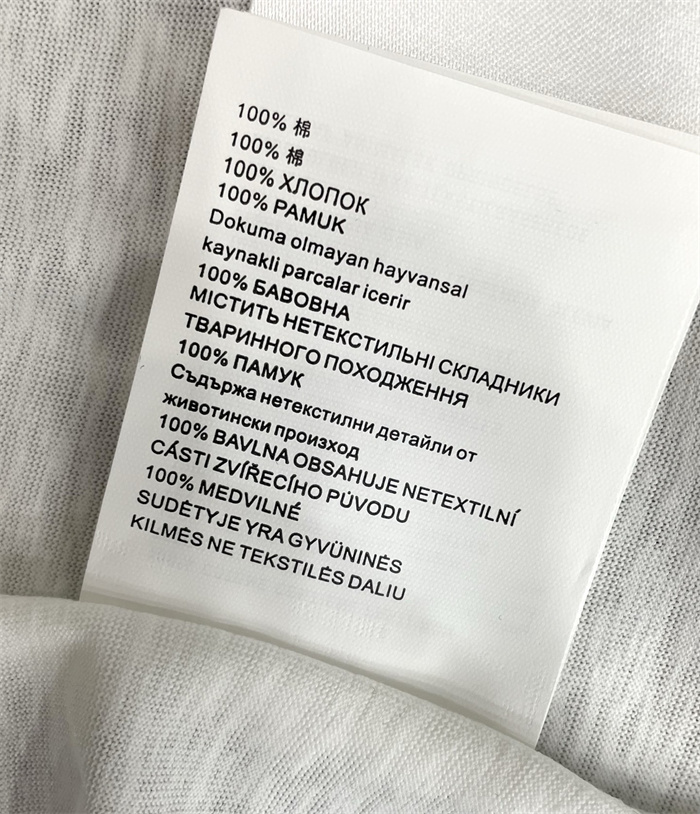 100% 棉
100% 棉
100% ХЛОПОК
100% PAMUK
Dokuma olmayan hayvansal
kaynakli parcalar icerir
100% БАВОВНА
МІСТИТЬ НЕТЕКСТИЛЬНІ СКЛАДНИКИ
ТВАРИННОГО ПОХОДЖЕННЯ
100% ПАМУК
Съдържа нетекстилни детайли от
животински произход
100% BAVLNA OBSAHUJE NETEXTILNÍ
CÁSTI ZVÍŘECÍHO PÚVODU
100% MEDVILNÉ
SUDĖTYJE YRA GYVŪNINĖS
KILMĖS NE TEKSTILĖS DALIU